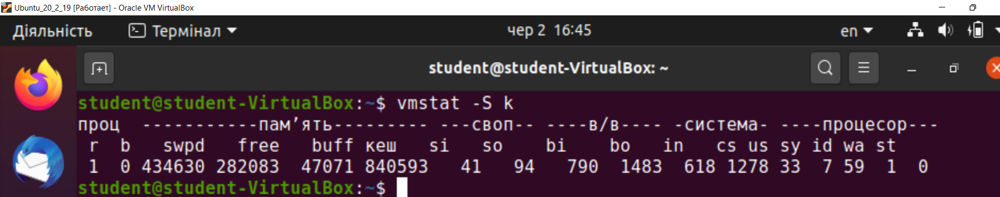 Ubuntu_20_2_19 [Работает] - Oracle VM VirtualBox
Діяльність Термінал чер 2 16:45 en
student@student-VirtualBox: ~
student@student-VirtualBox:~$ vmstat -S k
проц -----------пам’ять--------- ---своп-- ----в/в---- -система- ----процесор---
r b swpd free buff кеш si so bi bo in cs us sy id wa st
1 0 434630 282083 47071 840593 41 94 790 1483 618 1278 33 7 59 1 0
student@student-VirtualBox:~$